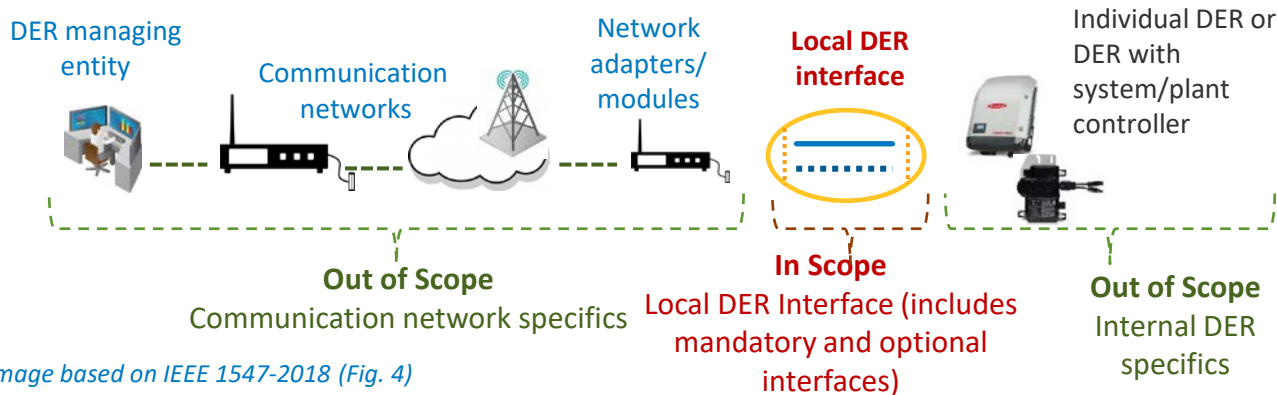 DER managing
entity
Communication
networks
Network
adapters/
modules
Local DER
interface
Individual DER or
DER with
system/plant
controller
Out of Scope
Communication network specifics
In Scope
Local DER Interface (includes
mandatory and optional
interfaces)
Out of Scope
Internal DER
specifics
mage based on IEEE 1547-2018 (Fig. 4)